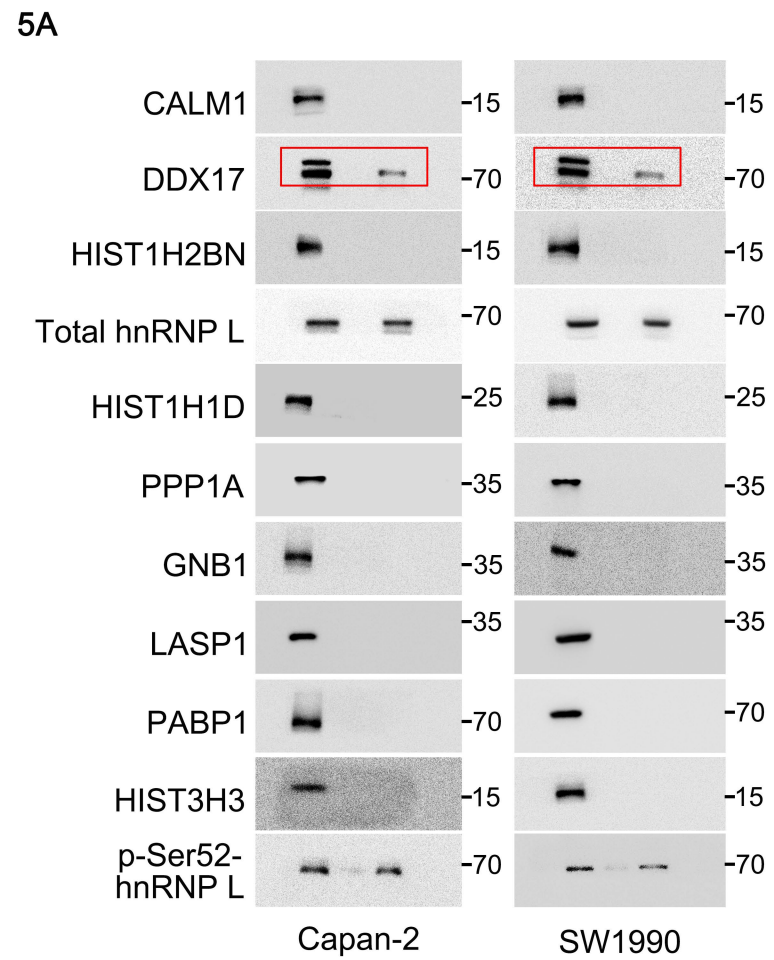 5A
CALM1 -15 -15
DDX17 -70 -70
HIST1H2BN -15 -15
Total hnRNP L -70 -70
HIST1H1D -25 -25
PPP1A -35 -35
GNB1 -35 -35
LASP1 -35 -35
PABP1 -70 -70
HIST3H3 -15 -15
p-Ser52-
hnRNP L -70 -70
Capan-2 SW1990